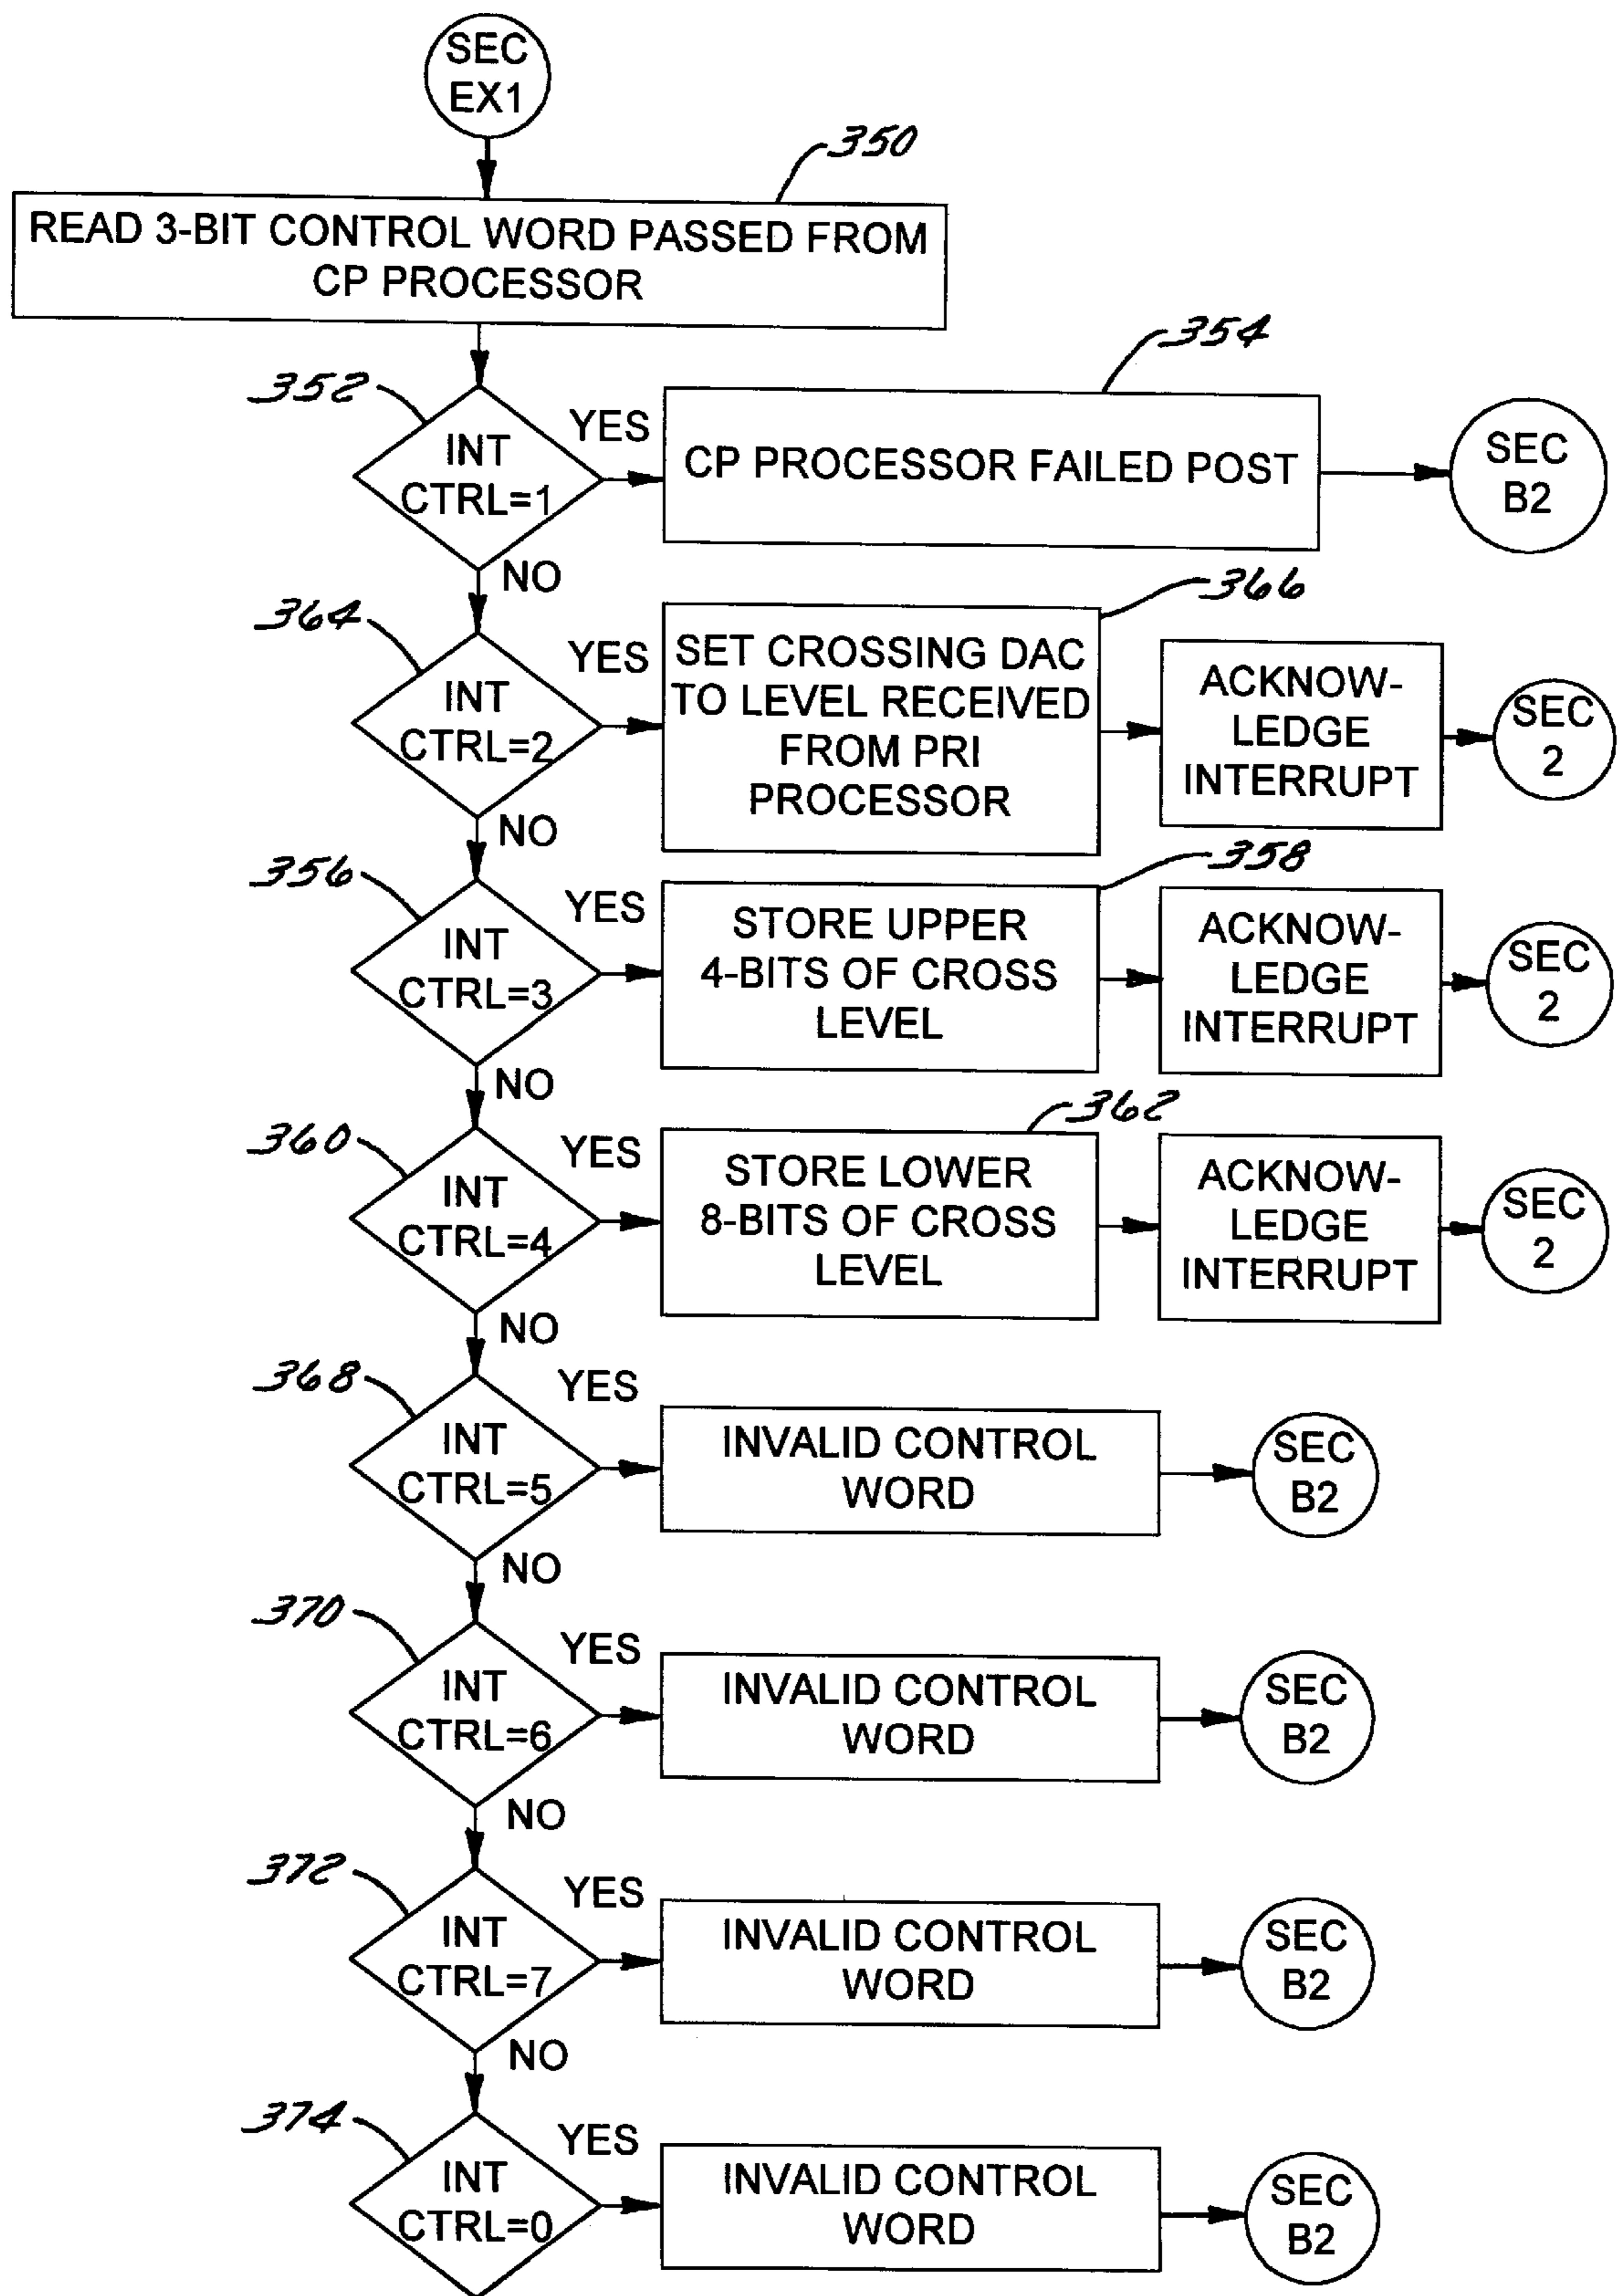 SEC
EX1
350
READ 3-BIT CONTROL WORD PASSED FROM
CP PROCESSOR
352
INT
CTRL=1
YES
354
CP PROCESSOR FAILED POST
SEC
B2
NO
364
INT
CTRL=2
YES
366
SET CROSSING DAC
TO LEVEL RECEIVED
FROM PRI
PROCESSOR
ACKNOW-
LEDGE
INTERRUPT
SEC
2
NO
356
INT
CTRL=3
YES
358
STORE UPPER
4-BITS OF CROSS
LEVEL
ACKNOW-
LEDGE
INTERRUPT
SEC
2
NO
360
INT
CTRL=4
YES
362
STORE LOWER
8-BITS OF CROSS
LEVEL
ACKNOW-
LEDGE
INTERRUPT
SEC
2
NO
368
INT
CTRL=5
YES
INVALID CONTROL
WORD
SEC
B2
NO
370
INT
CTRL=6
YES
INVALID CONTROL
WORD
SEC
B2
NO
372
INT
CTRL=7
YES
INVALID CONTROL
WORD
SEC
B2
NO
374
INT
CTRL=0
YES
INVALID CONTROL
WORD
SEC
B2